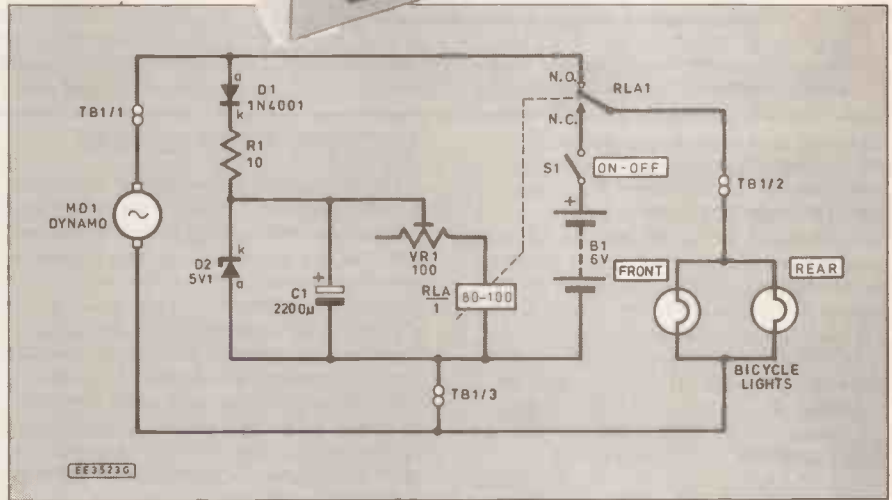 N.O.
RLA1
a
D1
1N4001
k
TB1/1
N.C.
R1
10
S1
ON-OFF
TB1/2
MD1
DYNAMO
+
k
D2
5V1
a
+
C1
2200µ
VR1
100
RLA
1
80-100
B1
6V
FRONT
REAR
TB1/3
BICYCLE
LIGHTS
EE3523G